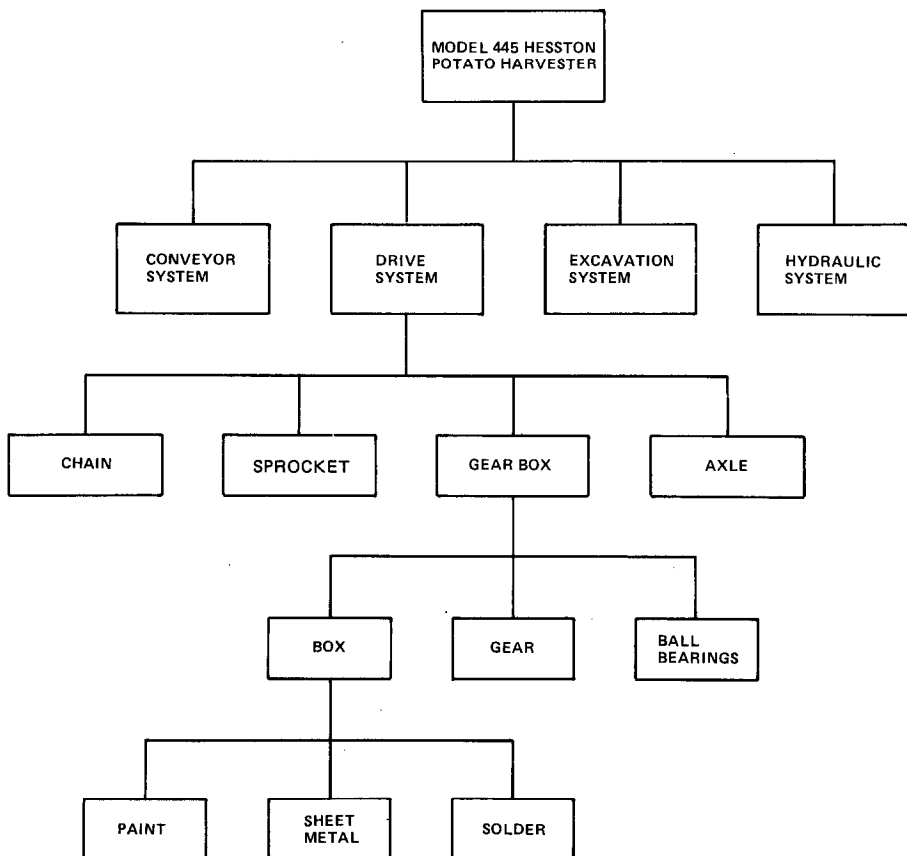 MODEL 445 HESSTON
POTATO HARVESTER
CONVEYOR
SYSTEM
DRIVE
SYSTEM
EXCAVATION
SYSTEM
HYDRAULIC
SYSTEM
CHAIN
SPROCKET
GEAR BOX
AXLE
BOX
GEAR
BALL
BEARINGS
PAINT
SHEET
METAL
SOLDER